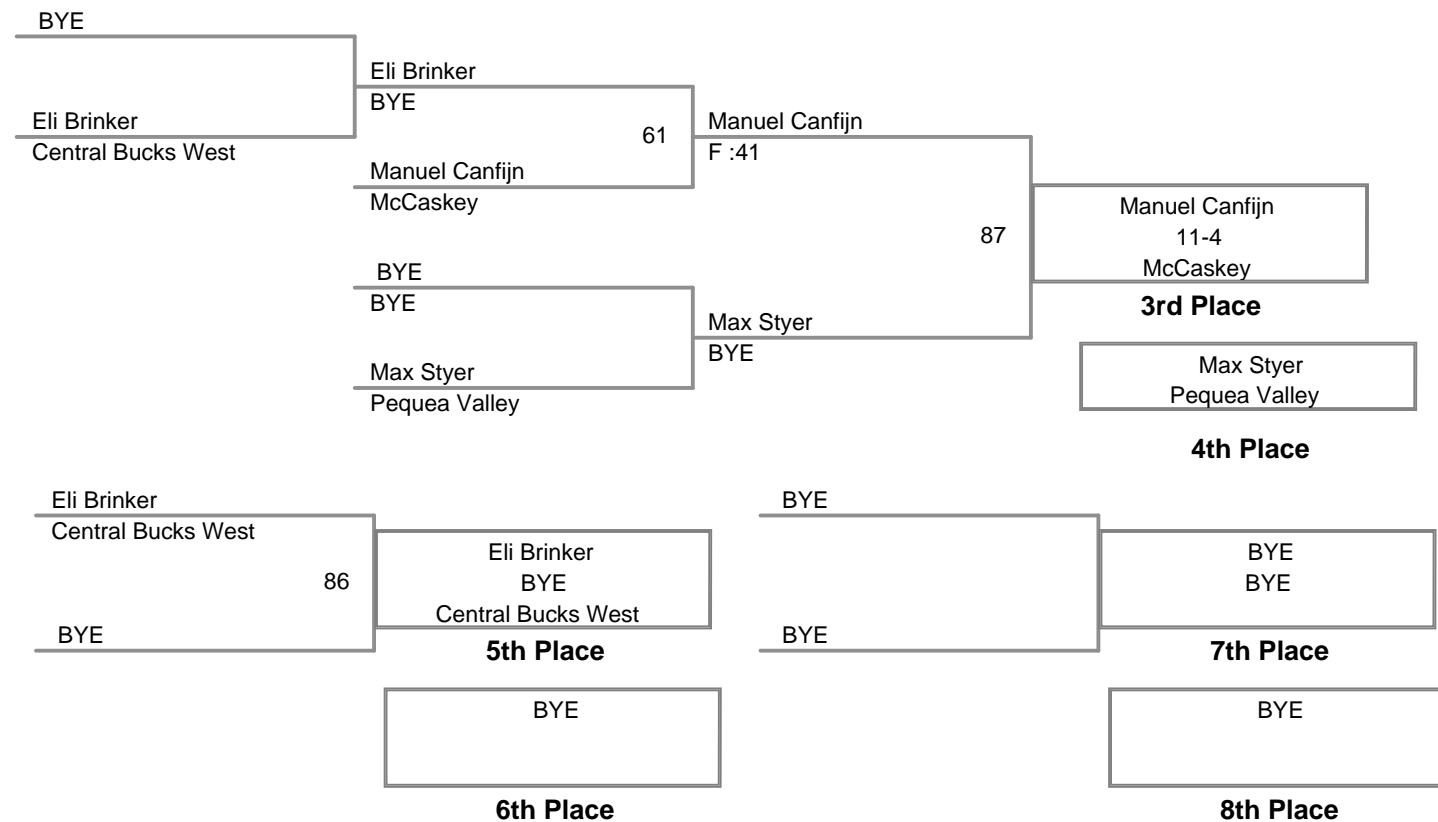 BYE
Eli Brinker
BYE
Eli Brinker
Central Bucks West
61
Manuel Canfijn
F :41
Manuel Canfijn
McCaskey
87
Manuel Canfijn
11-4
McCaskey
3rd Place
BYE
BYE
Max Styer
BYE
Max Styer
Pequea Valley
Max Styer
Pequea Valley
4th Place
Eli Brinker
Central Bucks West
86
BYE
Eli Brinker
BYE
Central Bucks West
5th Place
BYE
6th Place
BYE
BYE
BYE
BYE
7th Place
BYE
8th Place